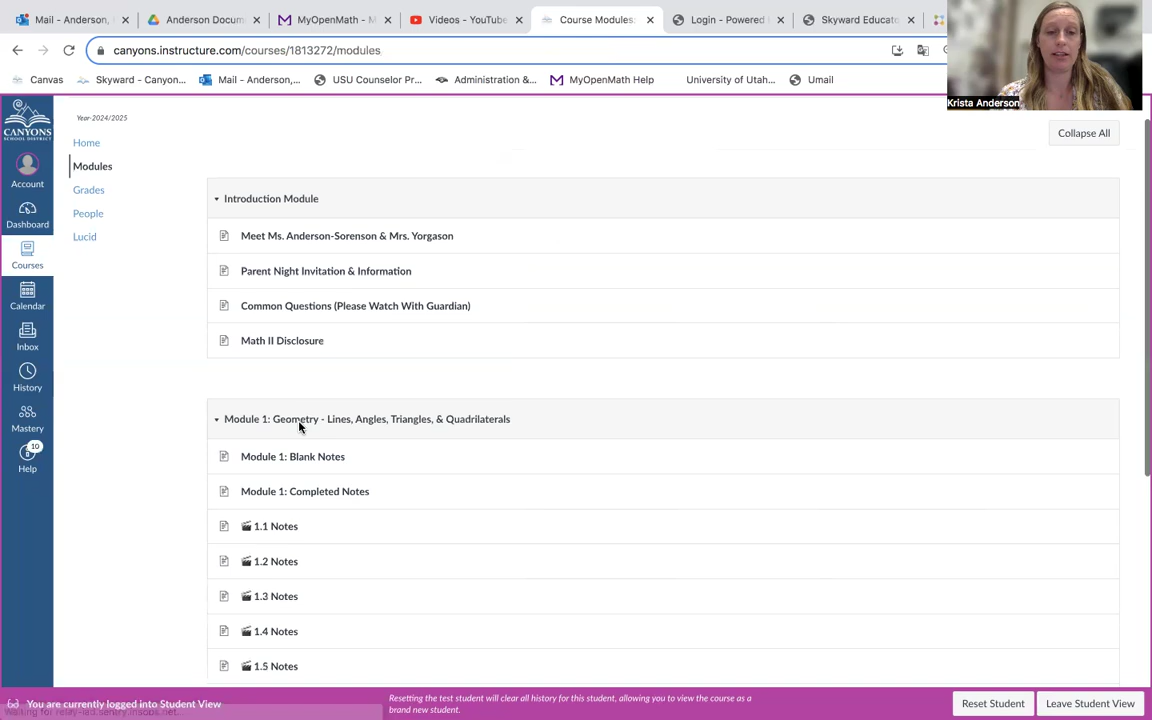 Mail - Anderson,
Anderson Docum
MyOpenMath - M
Videos - YouTube
Course Modules:
Login - Powered
Skyward Educato
canyons.instructure.com/courses/1813272/modules
Canvas
Skyward - Canyon...
Mail - Anderson,...
USU Counselor Pr...
Administration &...
MyOpenMath Help
University of Utah...
Umail
Krista Anderson
CANYONS
SCHOOL DISTRICT
Account
Dashboard
Courses
Calendar
Inbox
History
Mastery
10
Help
Year-2024/2025
Home
Modules
Grades
People
Lucid
Collapse All
Introduction Module
Meet Ms. Anderson-Sorenson & Mrs. Yorgason
Parent Night Invitation & Information
Common Questions (Please Watch With Guardian)
Math II Disclosure
Module 1: Geometry - Lines, Angles, Triangles, & Quadrilaterals
Module 1: Blank Notes
Module 1: Completed Notes
1.1 Notes
1.2 Notes
1.3 Notes
1.4 Notes
1.5 Notes
You are currently logged into Student View
Resetting the test student will clear all history for this student, allowing you to view the course as a
brand new student.
Reset Student
Leave Student View